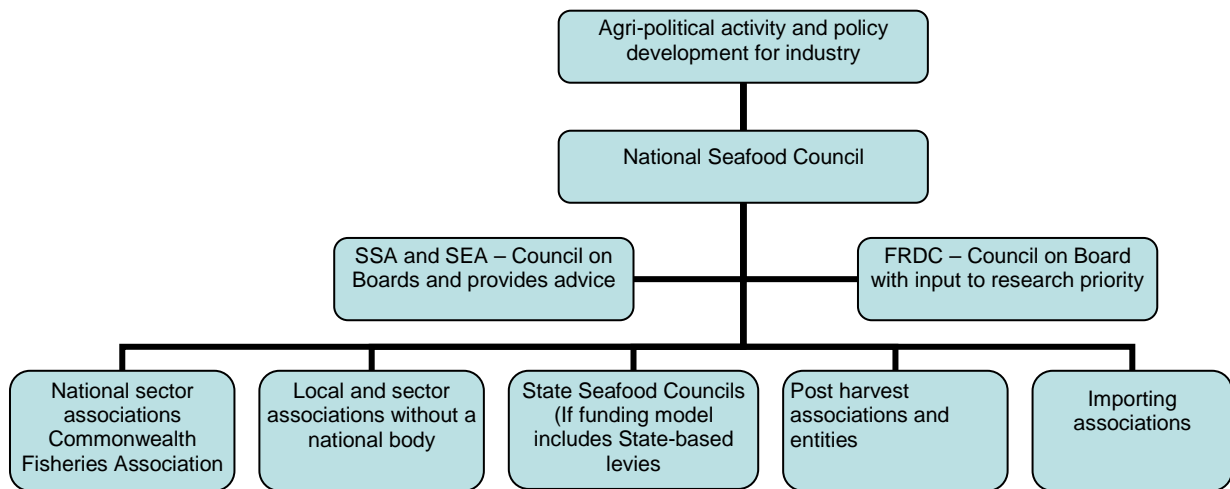 Agri-political activity and policy
development for industry
National Seafood Council
SSA and SEA – Council on
Boards and provides advice
FRDC – Council on Board
with input to research priority
National sector
associations
Commonwealth
Fisheries Association
Local and sector
associations without a
national body
State Seafood Councils
(If funding model
includes State-based
levies
Post harvest
associations and
entities
Importing
associations